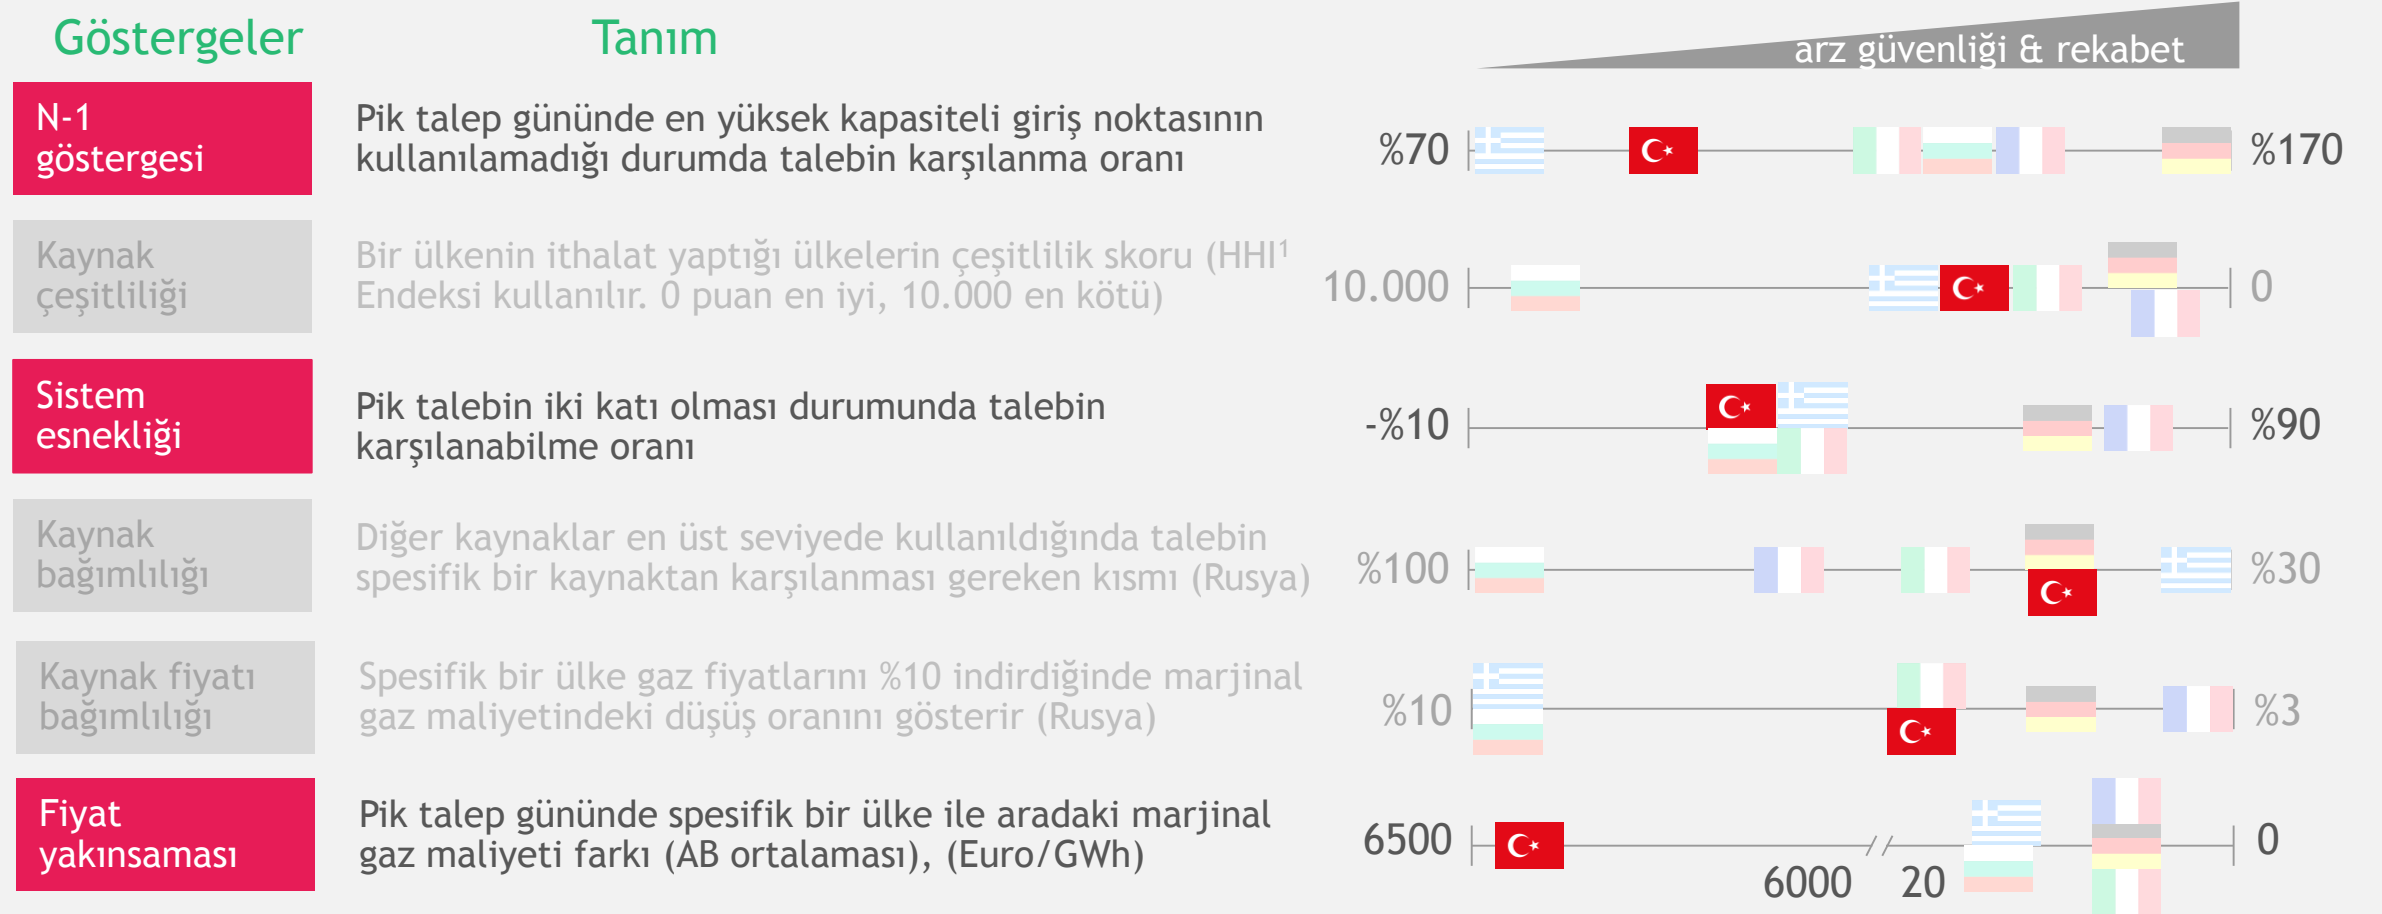 Göstergeler
Tanım
arz güvenliği & rekabet
N-1
göstergesi
Pik talep gününde en yüksek kapasiteli giriş noktasının
kullanılamadığı durumda talebin karşılanma oranı
%70
%170
Kaynak
çeşitliliği
Bir ülkenin ithalat yaptığı ülkelerin çeşitlilik skoru (HHI¹
Endeksi kullanılır. 0 puan en iyi, 10.000 en kötü)
10.000
0
Sistem
esnekliği
Pik talebin iki katı olması durumunda talebin
karşılanabilme oranı
-%10
%90
Kaynak
bağımlılığı
Diğer kaynaklar en üst seviyede kullanıldığında talebin
spesifik bir kaynaktan karşılanması gereken kısmı (Rusya)
%100
%30
Kaynak fiyatı
bağımlılığı
Spesifik bir ülke gaz fiyatlarını %10 indirdiğinde marjinal
gaz maliyetindeki düşüş oranını gösterir (Rusya)
%10
%3
Fiyat
yakınsaması
Pik talep gününde spesifik bir ülke ile aradaki marjinal
gaz maliyeti farkı (AB ortalaması), (Euro/GWh)
6500
//
0
6000
20